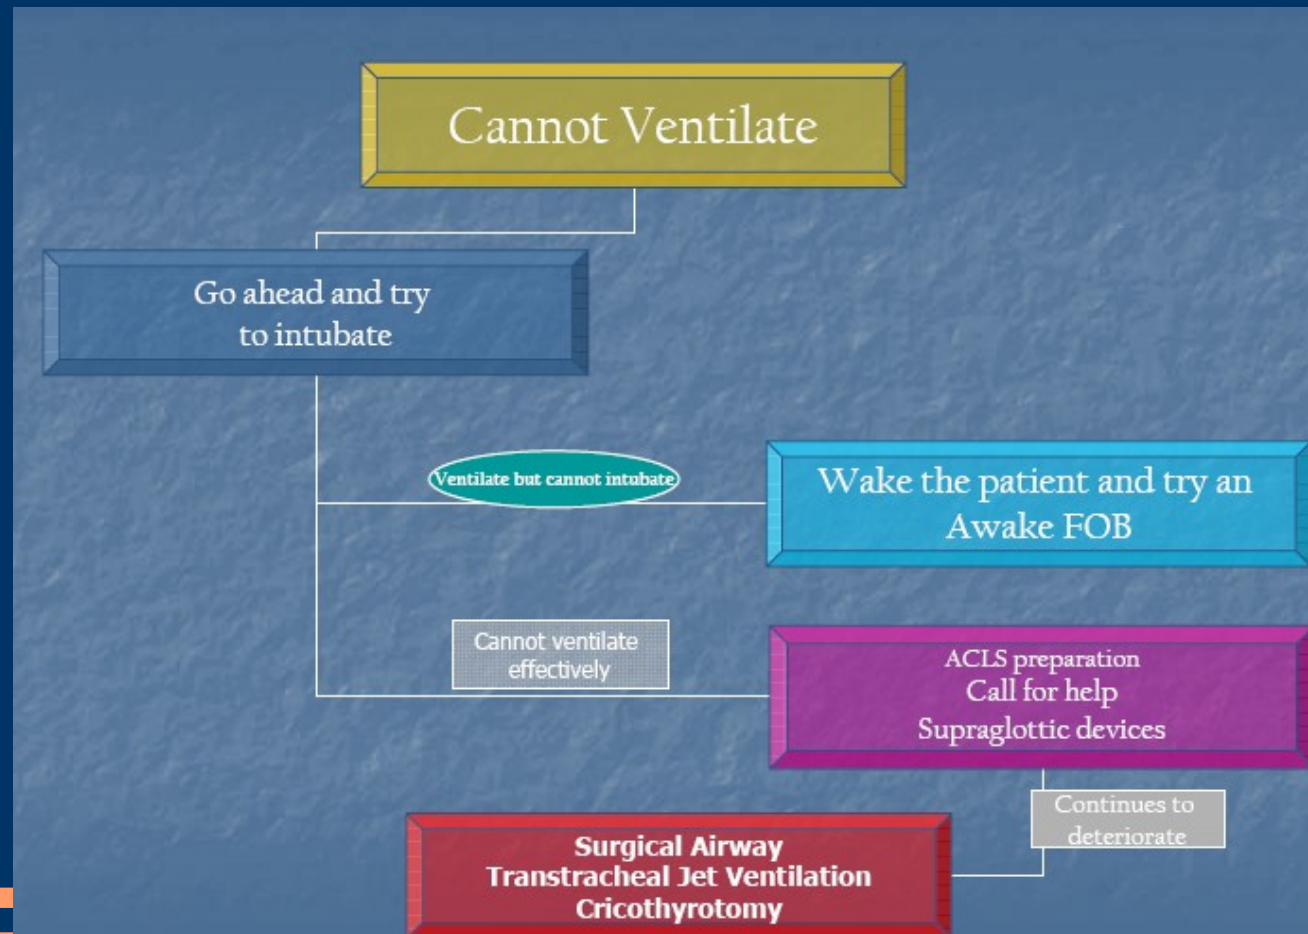 Cannot Ventilate
Go ahead and try
to intubate
Ventilate but cannot intubate
Wake the patient and try an
Awake FOB
Cannot ventilate
effectively
ACLS preparation
Call for help
Supraglottic devices
Continues to
deteriorate
Surgical Airway
Transtracheal Jet Ventilation
Cricothyrotomy